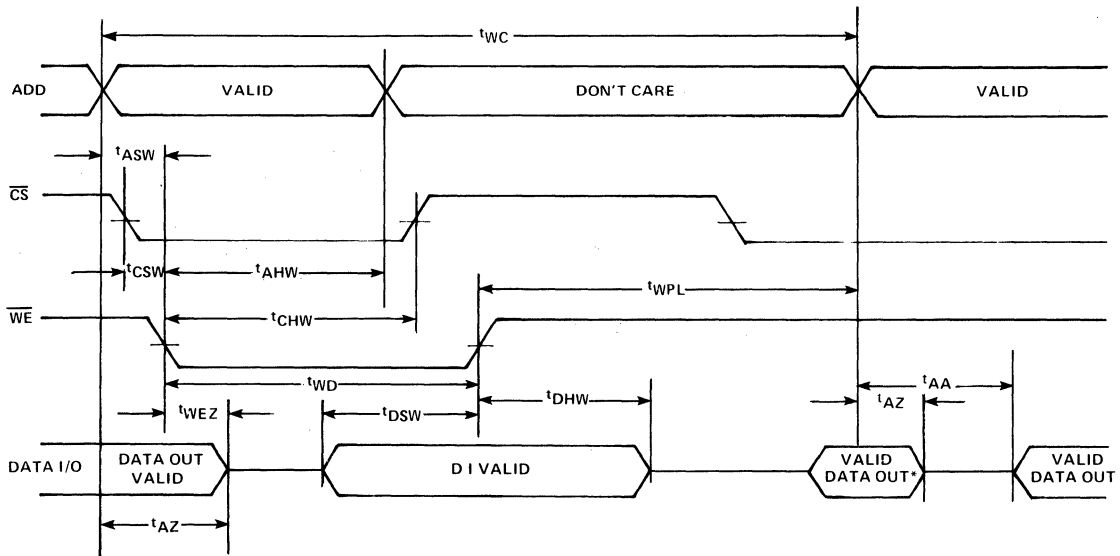 tWC
ADD VALID DON'T CARE VALID
tASW
CS
tCSW tAHW tWPL
WE tCHW
tWD tAA
tWEZ tDSW tDHW tAZ
DATA I/O DATA OUT VALID D I VALID VALID DATA OUT* VALID DATA OUT
tAZ